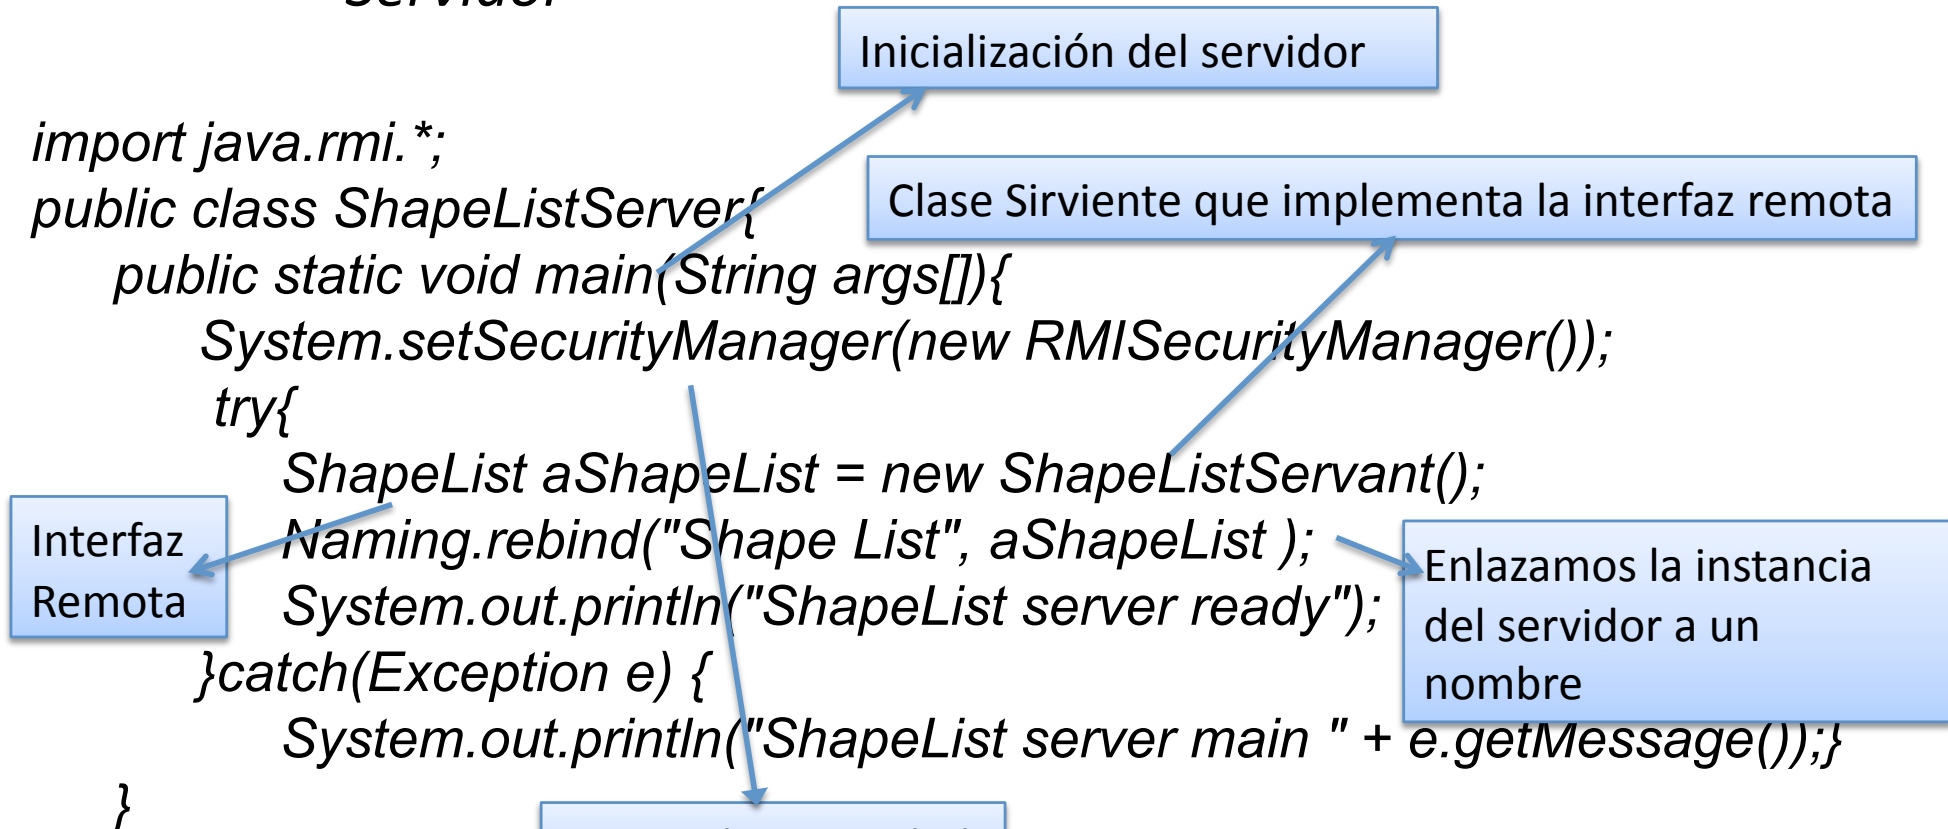 Servidor
Inicialización del servidor
import java.rmi.*;
public class ShapeListServer{
Clase Sirviente que implementa la interfaz remota
public static void main(String args[]){
System.setSecurityManager(new RMISecurityManager());
try{
ShapeList aShapeList = new ShapeListServant();
Interfaz
Remota
Naming.rebind("Shape List", aShapeList );
System.out.println("ShapeList server ready");
Enlazamos la instancia
del servidor a un
nombre
}catch(Exception e) {
System.out.println("ShapeList server main " + e.getMessage());}
}